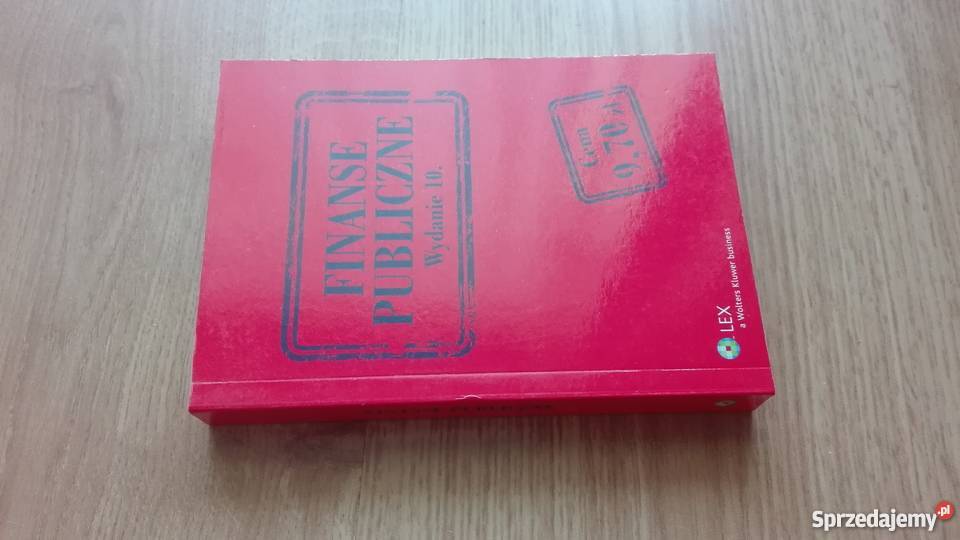 FINANSE
PUBLICZNE
Wydanie 10.
Cena
9.70 zł
LEX
a Wolters Kluwer business
Sprzedajemy.pl